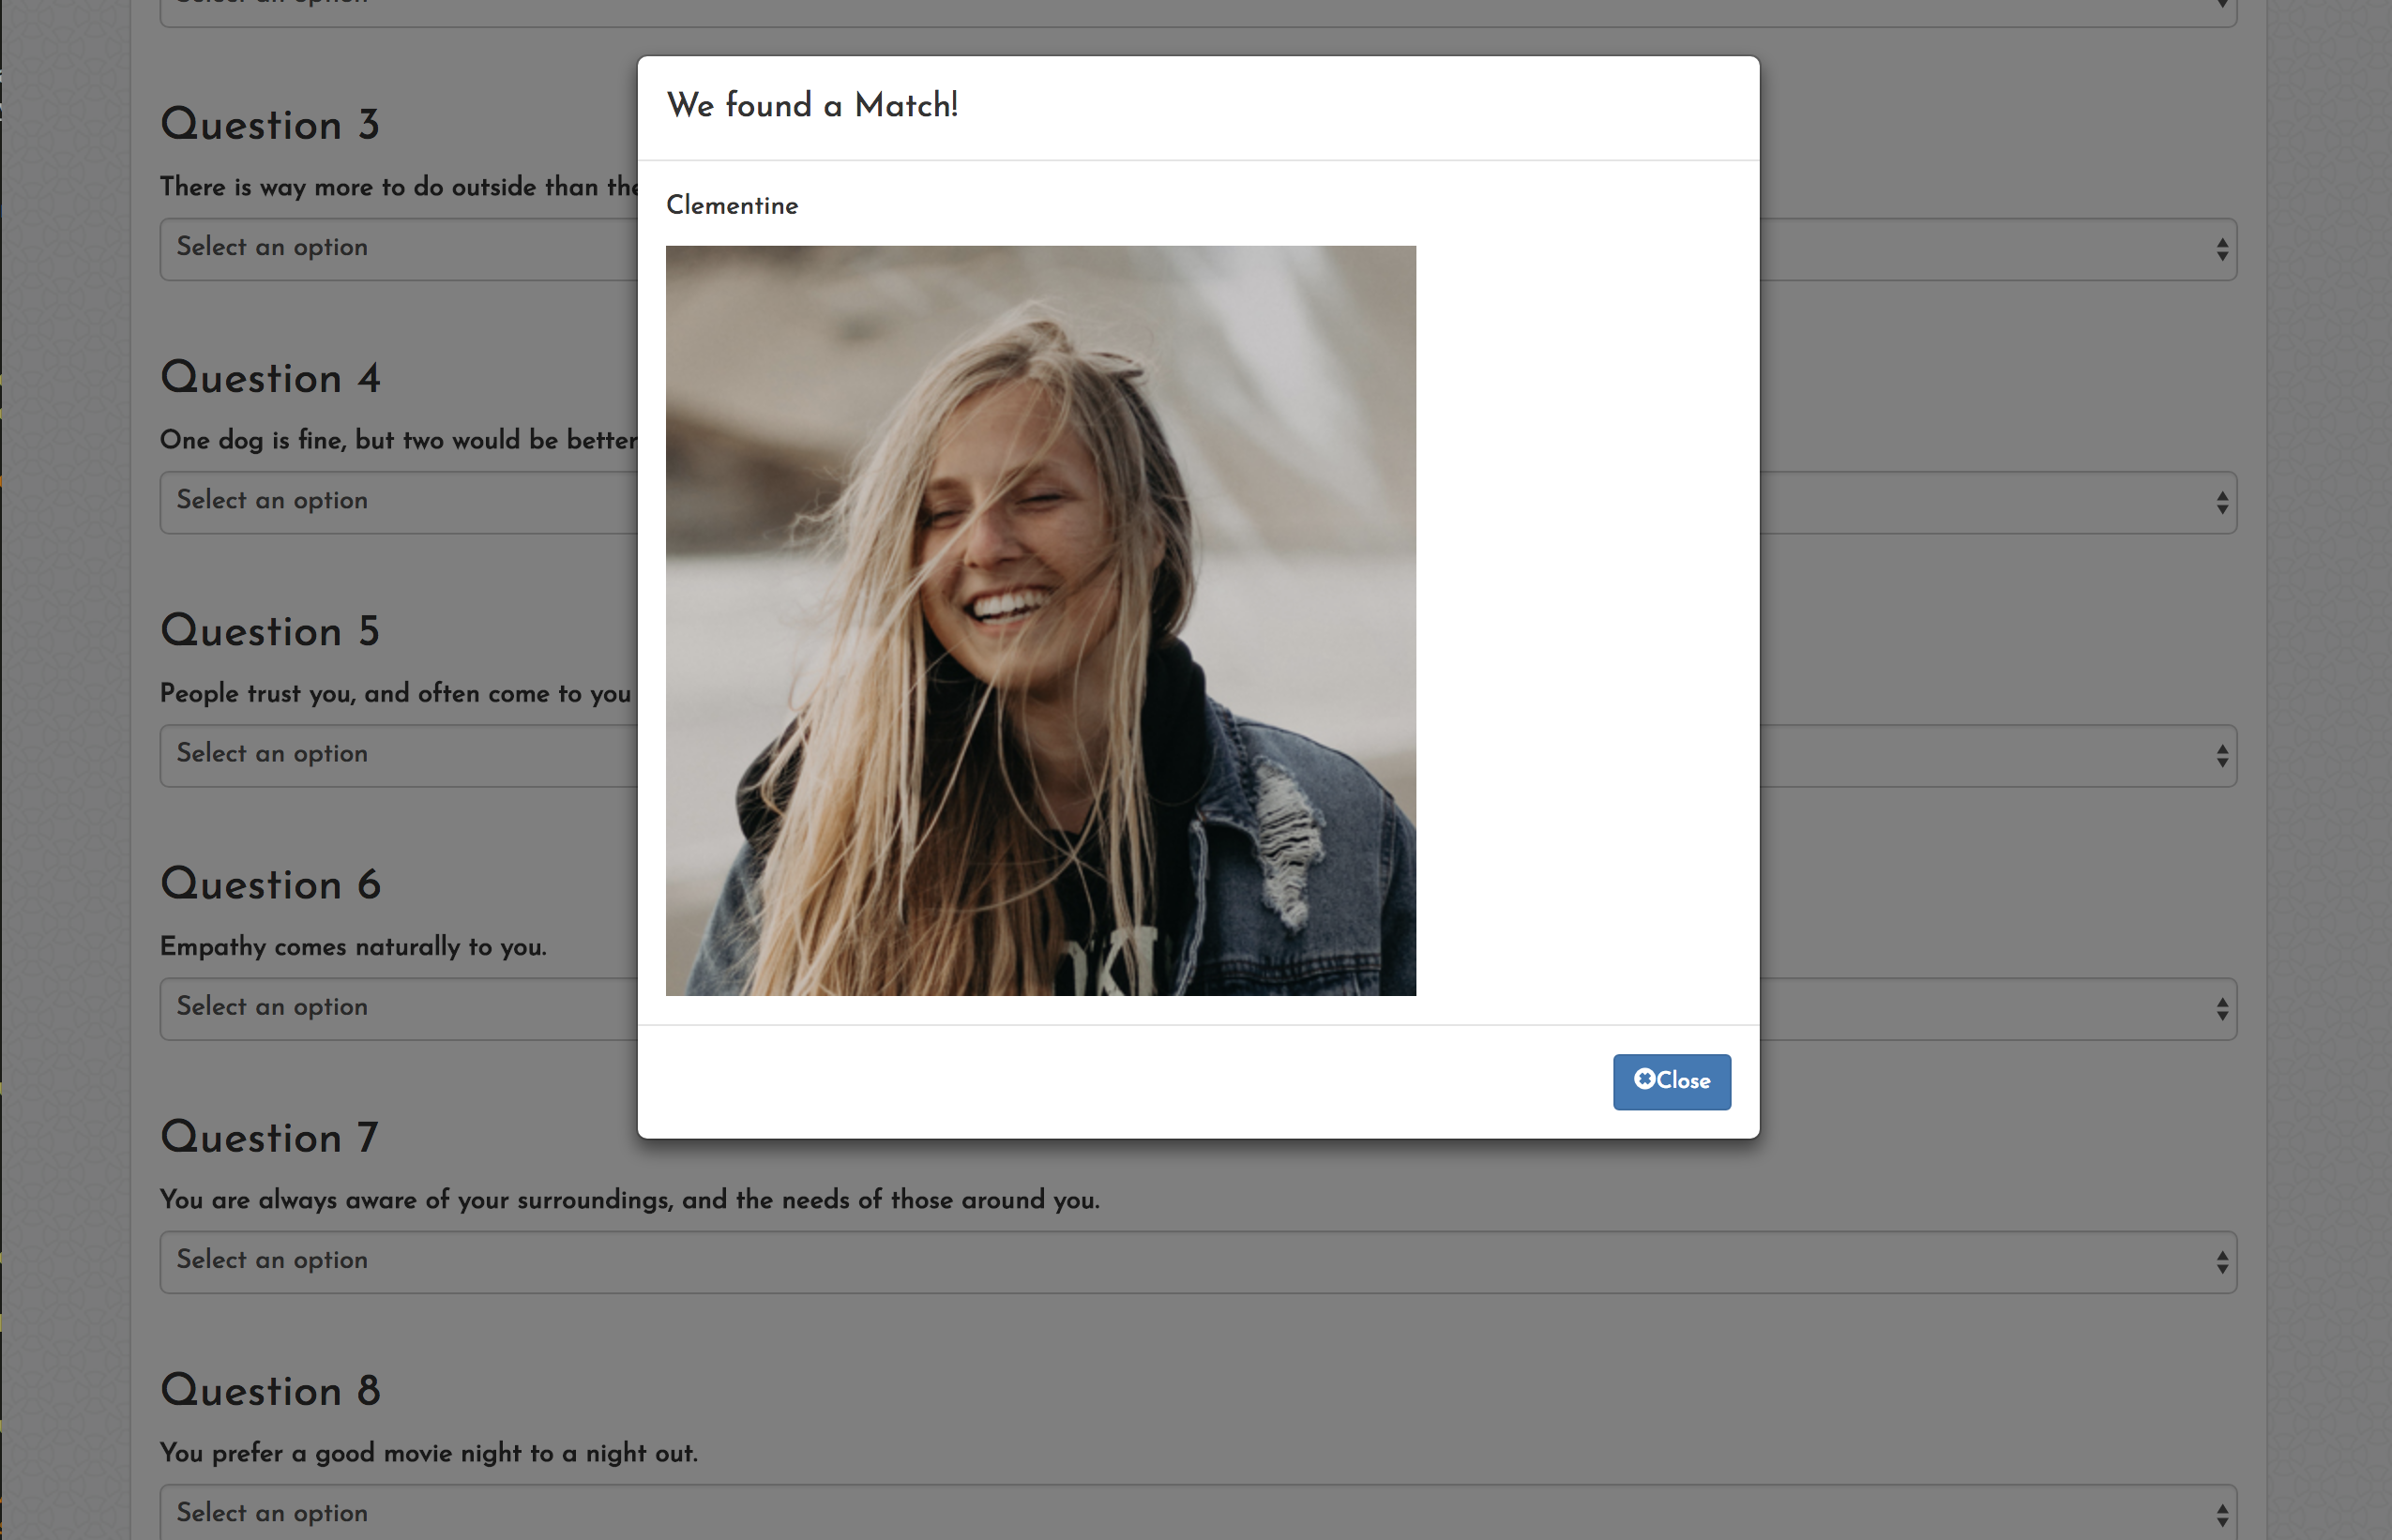 Select an option
Question 3
There is way more to do outside than
Select an option
Question 4
One dog is fine, but two would be better
Select an option
Question 5
People trust you, and often come to you
Select an option
Question 6
Empathy comes naturally to you.
Select an option
Question 7
You are always aware of your surroundings, and the needs of those around you.
Select an option
Question 8
You prefer a good movie night to a night out.
Select an option
We found a Match!
Clementine
Close